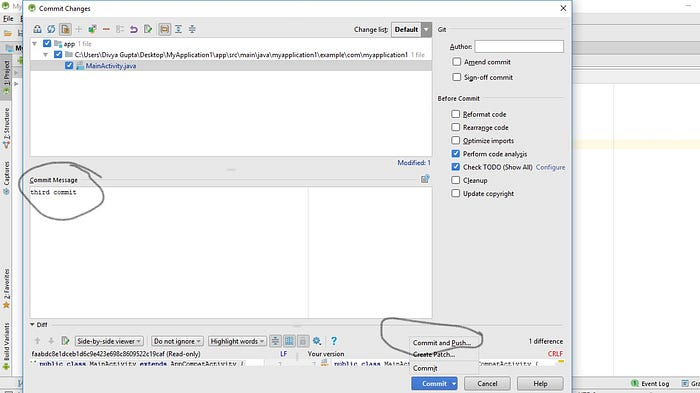 Commit Changes
Change list: Default
Git
app 1 file
C:\Users\Divya Gupta\Desktop\MyApplication1\app\src\main\java\myapplication1\example\com\myapplication1 1 file
MainActivity.java
Author:
Amend commit
Sign-off commit
Before Commit
Reformat code
Rearrange code
Optimize imports
Perform code analysis
Check TODO (Show All) Configure
Cleanup
Update copyright
Modified: 1
Commit Message
third commit
Diff
Commit and Push...
Create Patch...
Commit
Side-by-side viewer
Do not ignore
Highlight words
1 difference
faabdc8e1dceb1d6c9e423e698c8609522c19caf (Read-only)
LF
Your version
CRLF
public class MainActivity extends AppCompatActivity {
7
7
public class Mai
mpatActivity {
Commit
Cancel
Help
1: Project
7: Structure
Captures
2: Favorites
Build Variants
Event Log